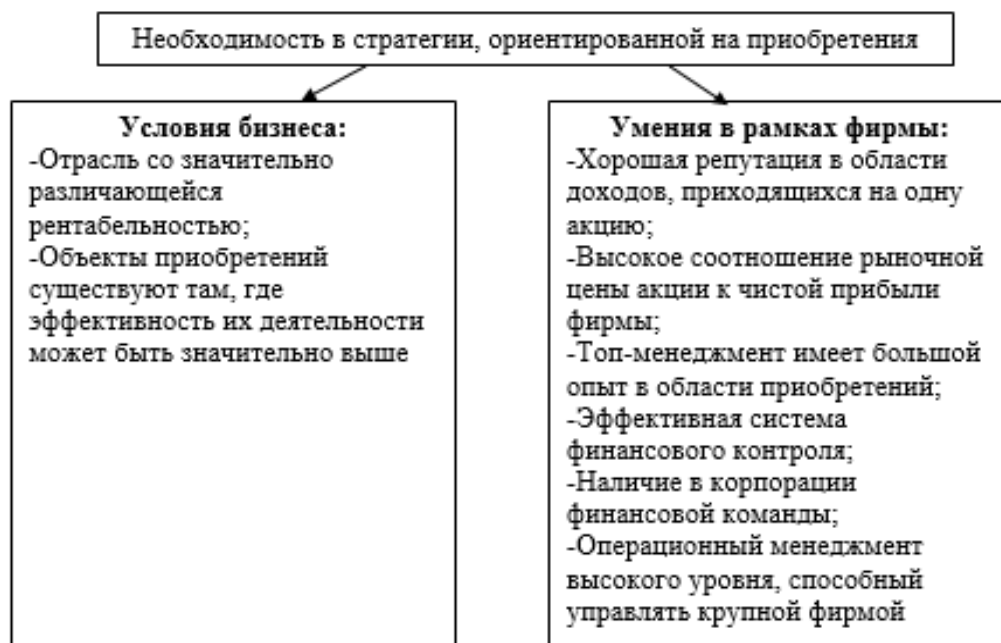 Необходимость в стратегии, ориентированной на приобретения
Условия бизнеса:
-Отрасль со значительно
различающейся
рентабельностью;
-Объекты приобретений
существуют там, где
эффективность их деятельности
может быть значительно выше
Умения в рамках фирмы:
-Хорошая репутация в области
доходов, приходящихся на одну
акцию;
-Высокое соотношение рыночной
цены акции к чистой прибыли
фирмы;
-Топ-менеджмент имеет большой
опыт в области приобретений;
-Эффективная система
финансового контроля;
-Наличие в корпорации
финансовой команды;
-Операционный менеджмент
высокого уровня, способный
управлять крупной фирмой